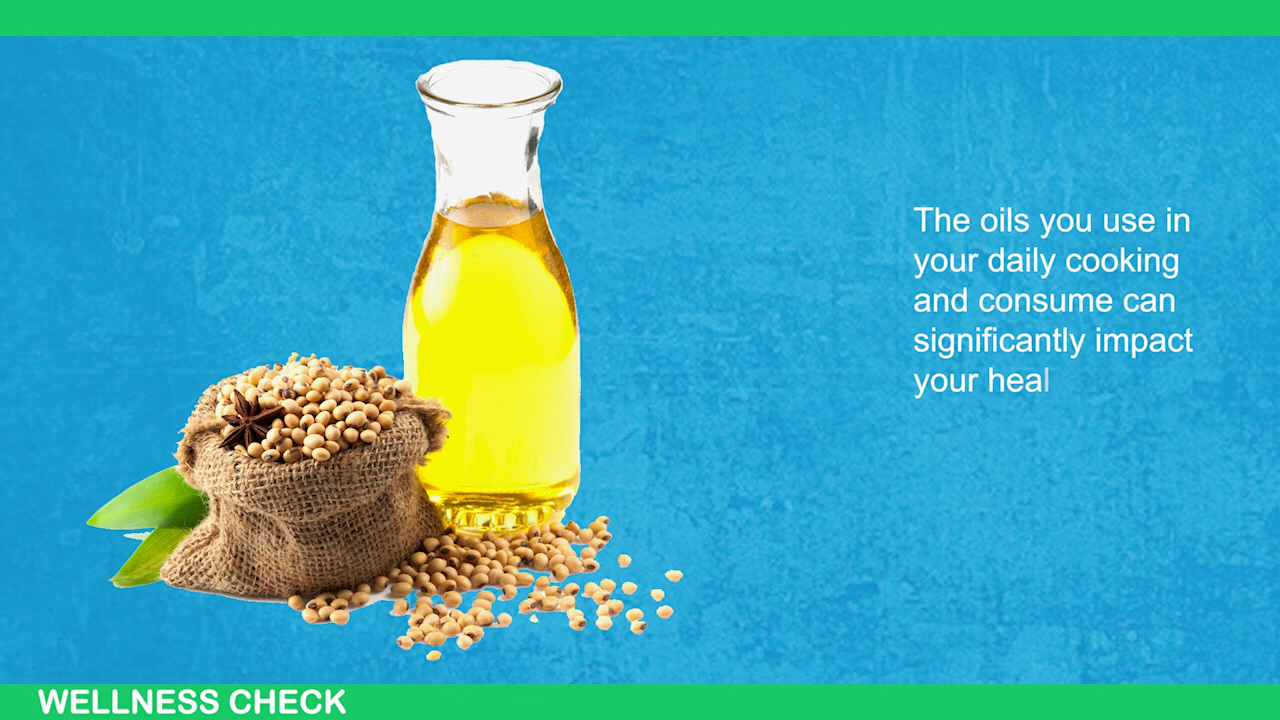 The oils you use in
your daily cooking
and consume can
significantly impact
your heal
WELLNESS CHECK